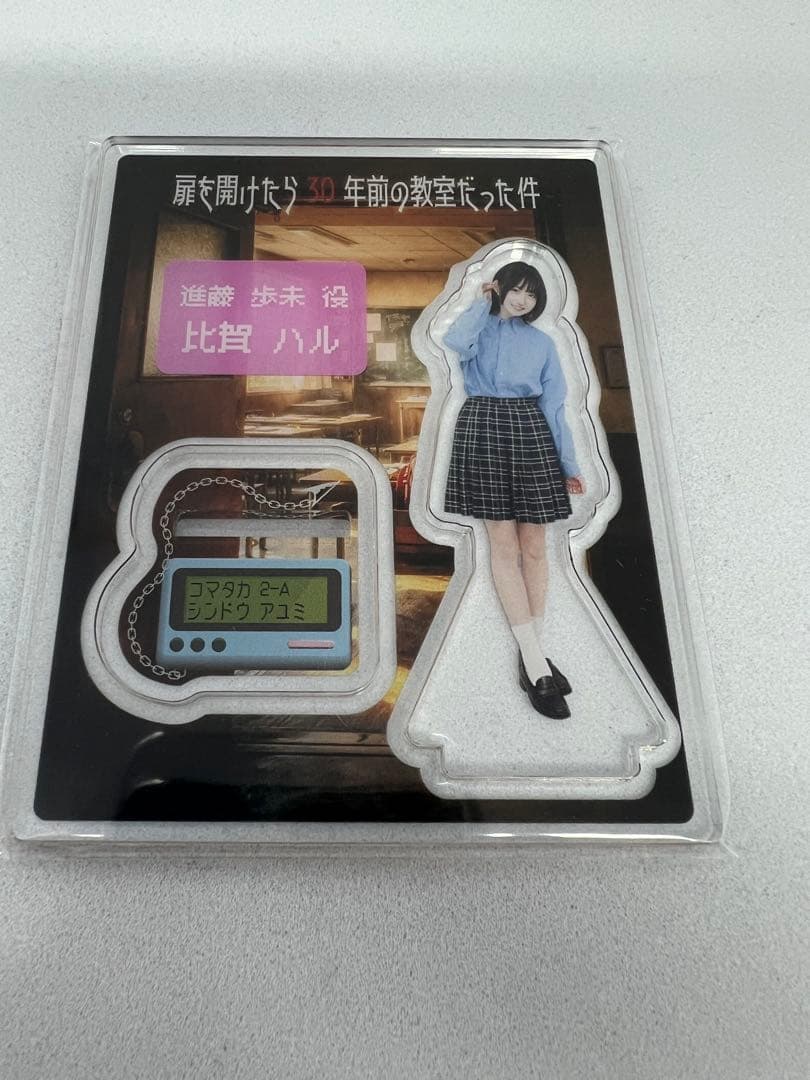 扉を開けたら30年前の教室だった件
進藤 歩未 役
比賀 ハル
コマタカ 2-A
シンドウ アユミ